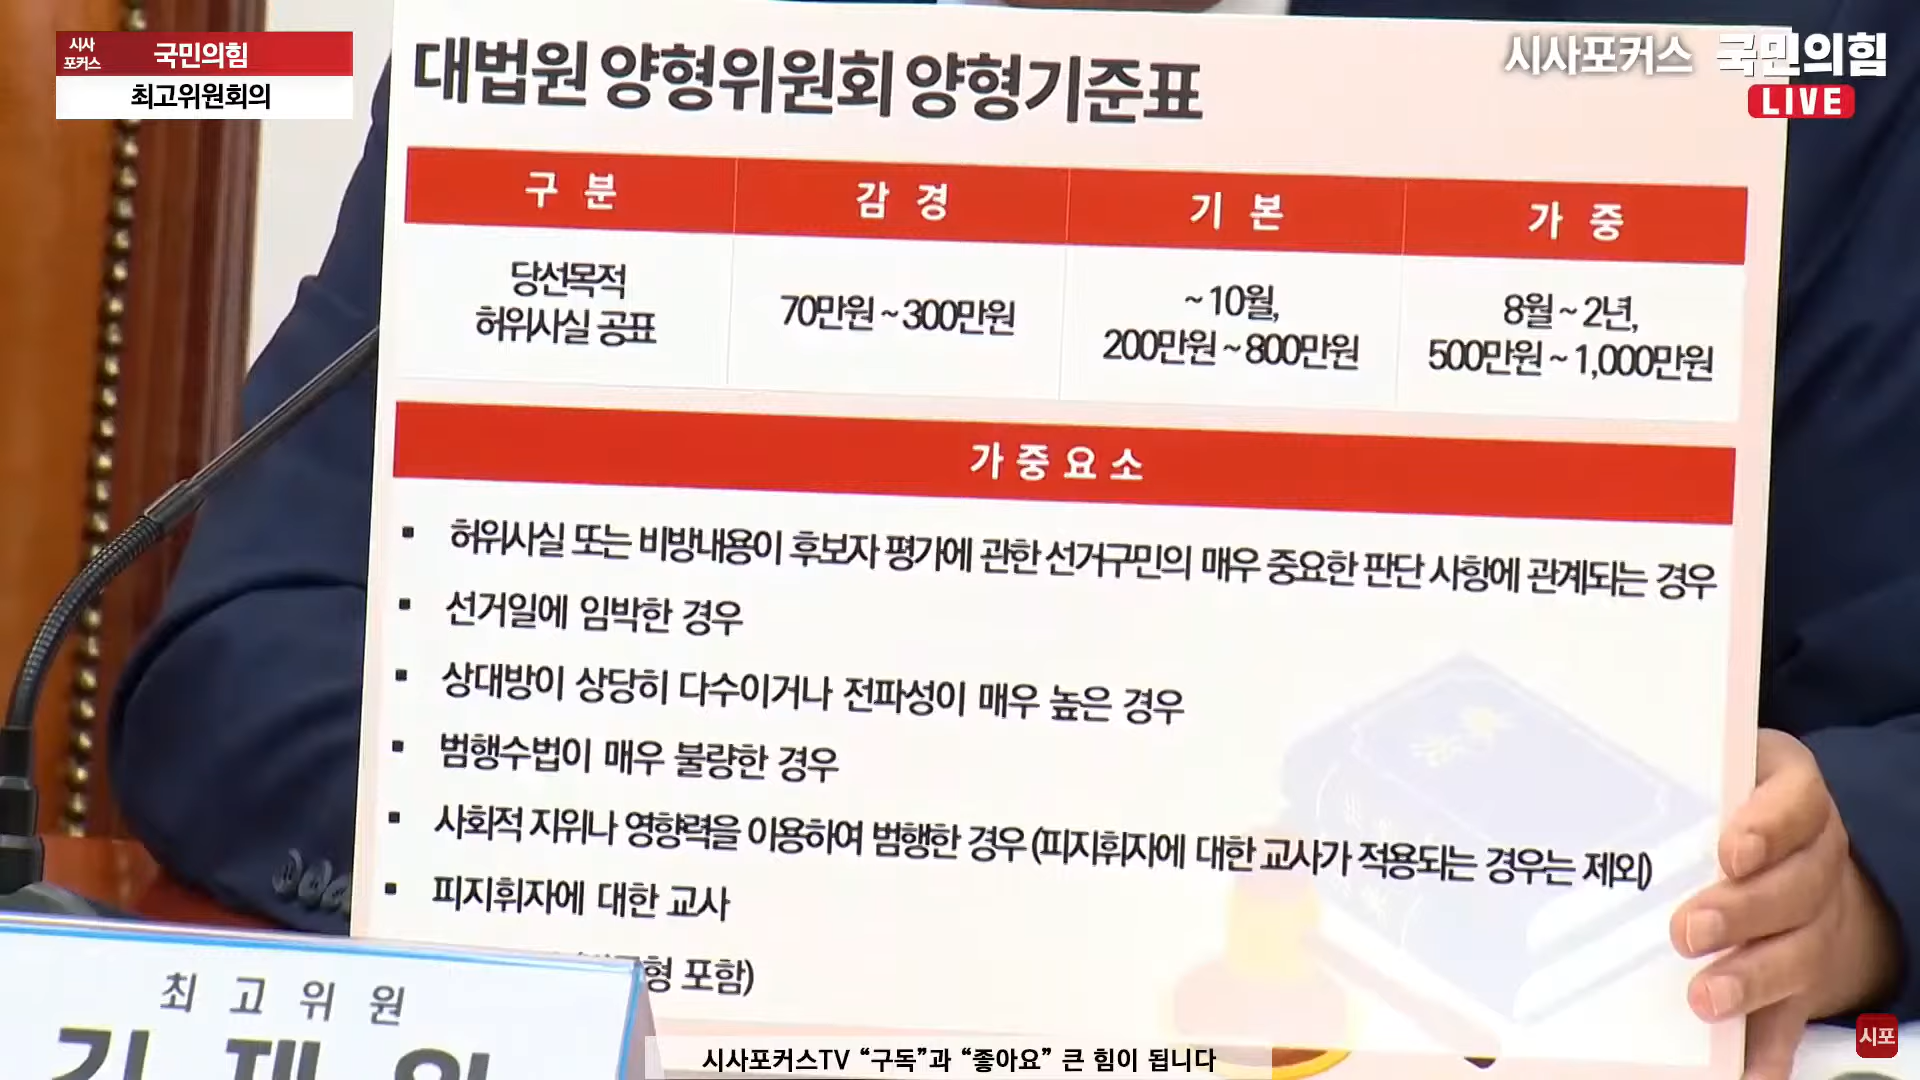 시사
포커스
국민의힘
최고위원회의
시사포커스 국민의힘
LIVE
대법원 양형위원회 양형기준표
구 분
감 경
기 본
가 중
당선목적
허위사실 공표
70만원 ~ 300만원
~ 10월,
200만원 ~ 800만원
8월 ~ 2년,
500만원 ~ 1,000만원
가 중 요 소
▪ 허위사실 또는 비방내용이 후보자 평가에 관한 선거구민의 매우 중요한 판단 사항에 관계되는 경우
▪ 선거일에 임박한 경우
▪ 상대방이 상당히 다수이거나 전파성이 매우 높은 경우
▪ 범행수법이 매우 불량한 경우
▪ 사회적 지위나 영향력을 이용하여 범행한 경우 (피지휘자에 대한 교사가 적용되는 경우는 제외)
▪ 피지휘자에 대한 교사
형 포함)
최 고 위 원
시사포커스TV “구독”과 “좋아요” 큰 힘이 됩니다
시포